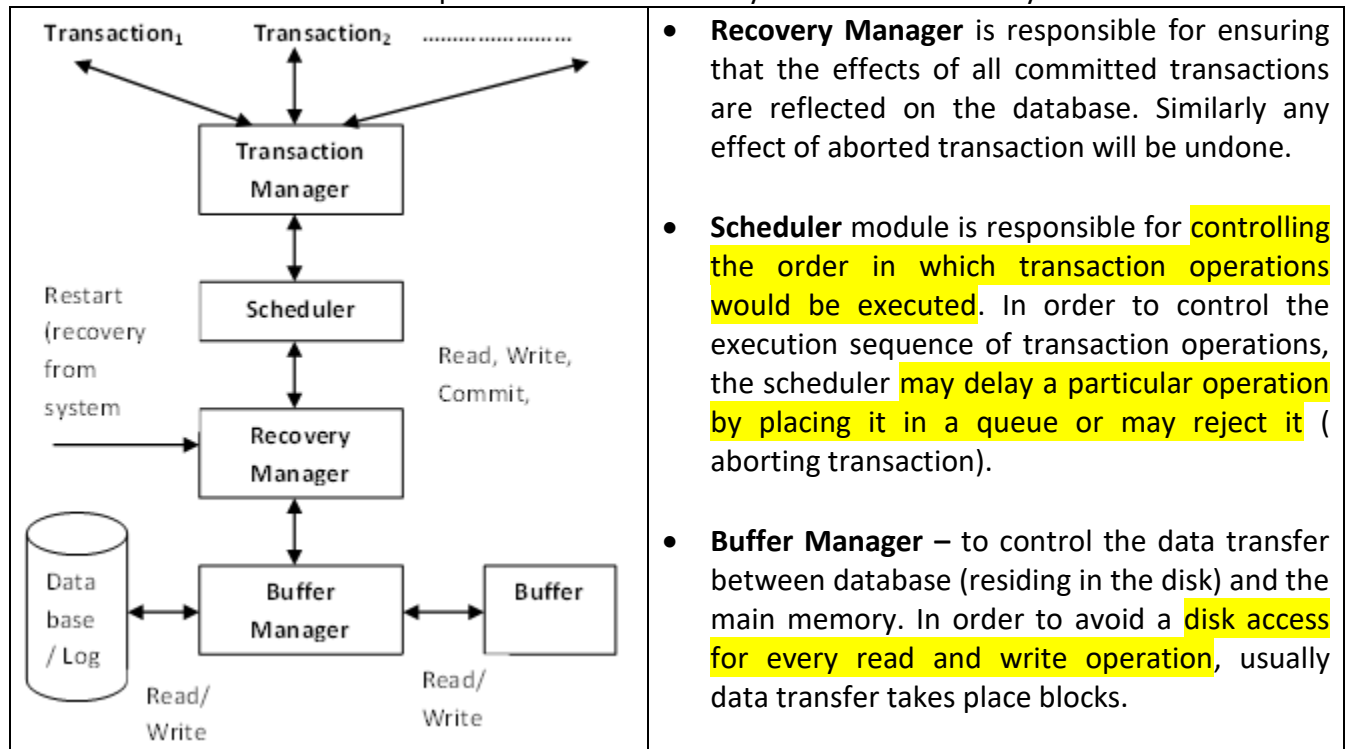 Transaction₁ Transaction₂ ........................
Transaction
Manager
Restart
(recovery
from
system
Scheduler
Read, Write,
Commit,
Recovery
Manager
Data
base
/ Log
Buffer
Manager
Buffer
Read/
Write
Read/
Write
• Recovery Manager is responsible for ensuring
that the effects of all committed transactions
are reflected on the database. Similarly any
effect of aborted transaction will be undone.
• Scheduler module is responsible for controlling
the order in which transaction operations
would be executed. In order to control the
execution sequence of transaction operations,
the scheduler may delay a particular operation
by placing it in a queue or may reject it (
aborting transaction).
• Buffer Manager – to control the data transfer
between database (residing in the disk) and the
main memory. In order to avoid a disk access
for every read and write operation, usually
data transfer takes place blocks.